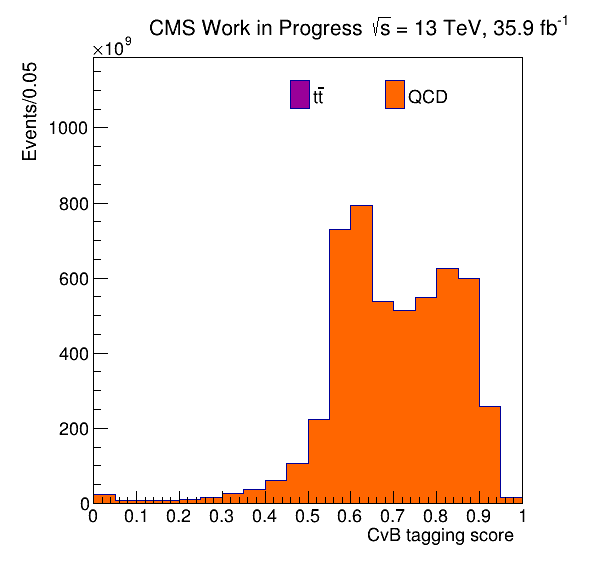 CMS Work in Progress √s = 13 TeV, 35.9 fb⁻¹
×10⁹
Events/0.05
tt̄ QCD
1000
800
600
400
200
0
0 0.1 0.2 0.3 0.4 0.5 0.6 0.7 0.8 0.9 1
CvB tagging score